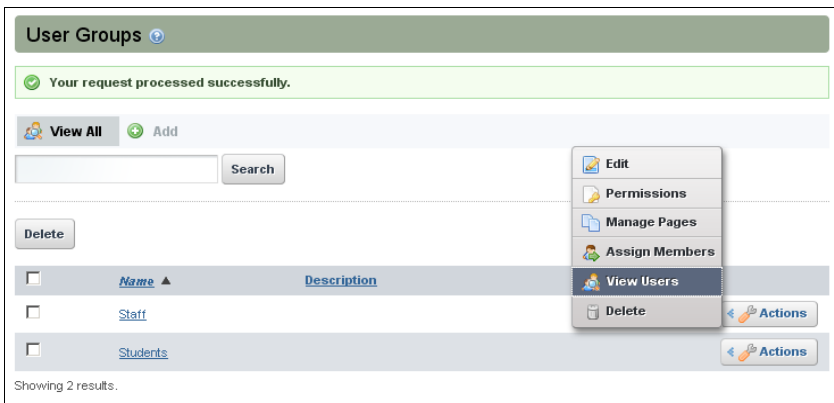 User Groups
Your request processed successfully.
View All Add
Search
Edit
Permissions
Manage Pages
Assign Members
View Users
Delete
Delete
Name ▲ Description
Staff Actions
Students Actions
Showing 2 results.